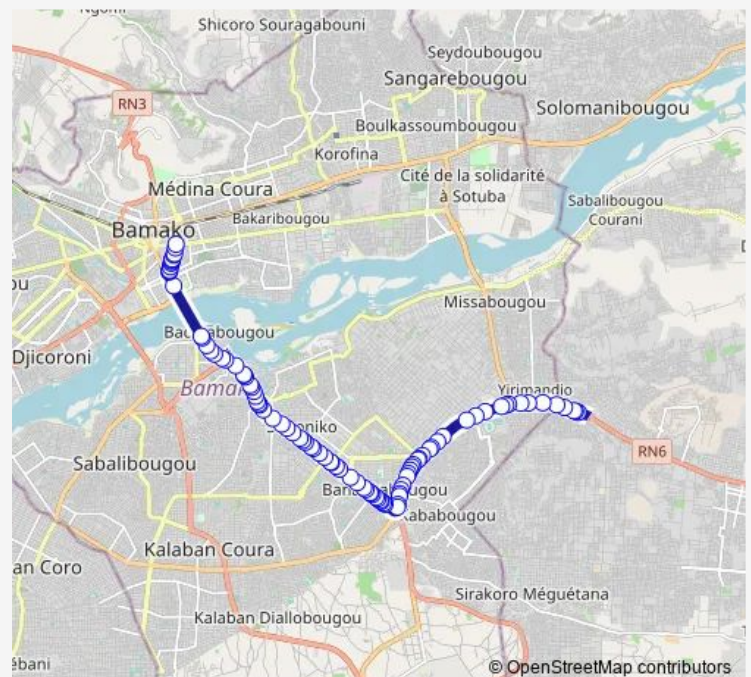 Shicoro Souragabouni
Seydoubougou
Sangarebougou
RN3
Solomanibougou
Boulkassoumbougou
Korofina
Cité de la solidarité
à Sotuba
Médina Coura
Sabalibougou
Courani
Bakaribougou
Bamako
Missabougou
Djicoroni
Yirimandio
RN6
Sabalibougou
Kababougou
Kalaban Coura
an Coro
Sirakoro Méguétana
Kalaban Diallobougou
ébani
© OpenStreetMap contributors